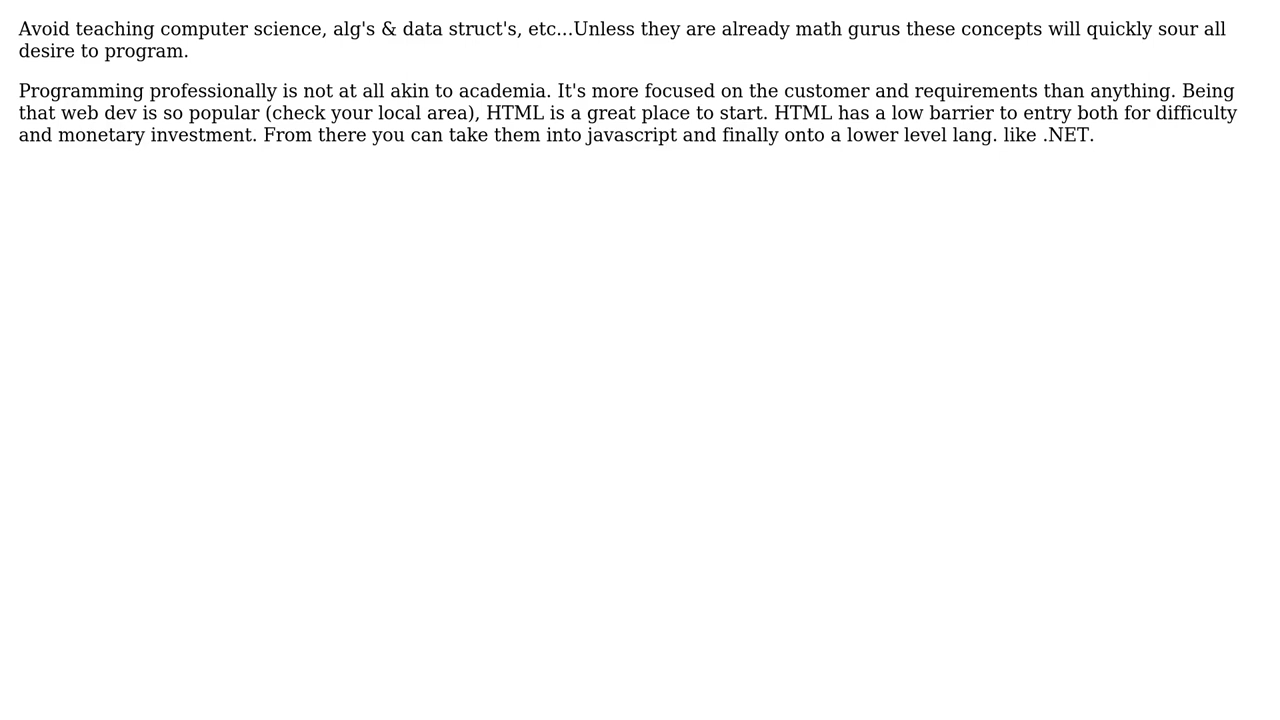 Avoid teaching computer science, alg's & data struct's, etc...Unless they are already math gurus these concepts will quickly sour all
desire to program.
Programming professionally is not at all akin to academia. It's more focused on the customer and requirements than anything. Being
that web dev is so popular (check your local area), HTML is a great place to start. HTML has a low barrier to entry both for difficulty
and monetary investment. From there you can take them into javascript and finally onto a lower level lang. like .NET.